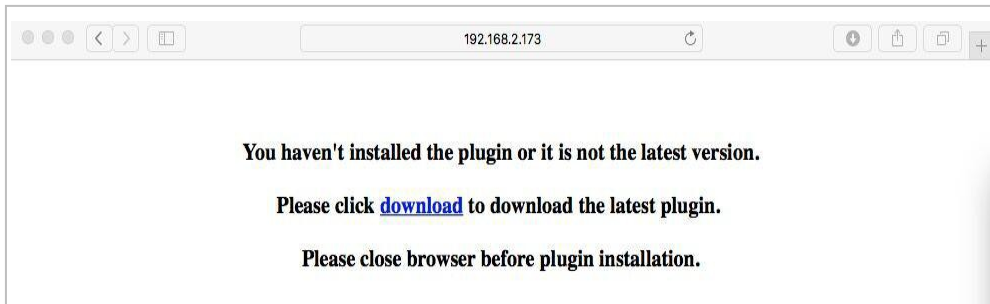 192.168.2.173
You haven't installed the plugin or it is not the latest version.
Please click download to download the latest plugin.
Please close browser before plugin installation.